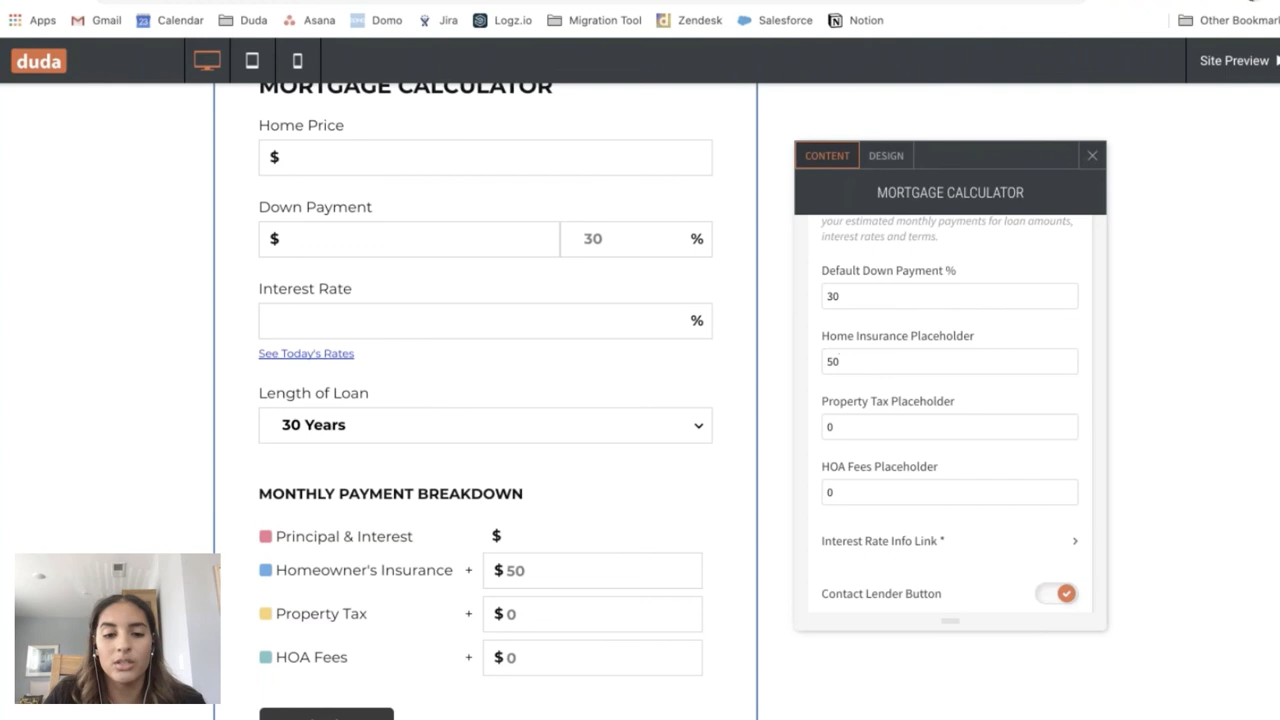 Apps Gmail Calendar Duda Asana Domo Jira Logz.io Migration Tool Zendesk Salesforce Notion Other Bookmar
duda Site Preview
MORTGAGE CALCULATOR
Home Price
$
Down Payment
$ 30 %
Interest Rate
%
See Today's Rates
Length of Loan
30 Years
MONTHLY PAYMENT BREAKDOWN
Principal & Interest $
Homeowner's Insurance + $ 50
Property Tax + $ 0
HOA Fees + $ 0
CONTENT DESIGN
MORTGAGE CALCULATOR
your estimated monthly payments for loan amounts,
interest rates and terms.
Default Down Payment %
30
Home Insurance Placeholder
50
Property Tax Placeholder
0
HOA Fees Placeholder
0
Interest Rate Info Link *
Contact Lender Button